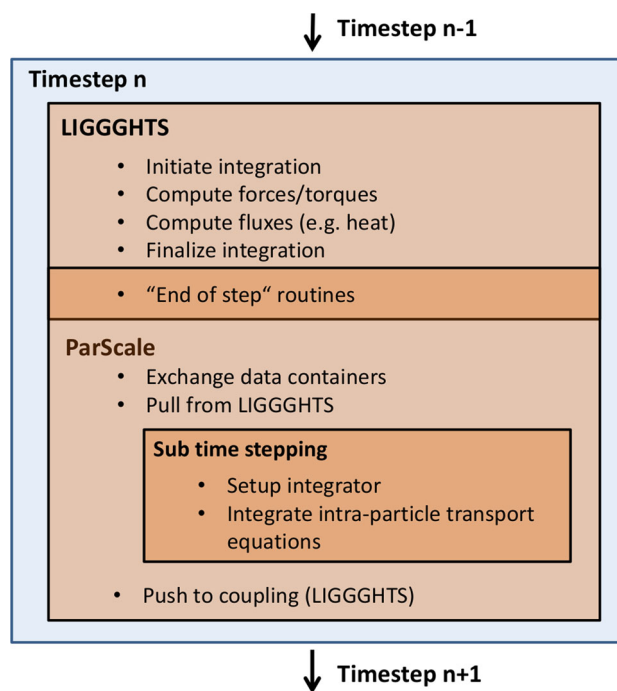 Timestep n-1
Timestep n
LIGGGHTS
• Initiate integration
• Compute forces/torques
• Compute fluxes (e.g. heat)
• Finalize integration
• “End of step“ routines
ParScale
• Exchange data containers
• Pull from LIGGGHTS
Sub time stepping
• Setup integrator
• Integrate intra-particle transport
equations
• Push to coupling (LIGGGHTS)
Timestep n+1